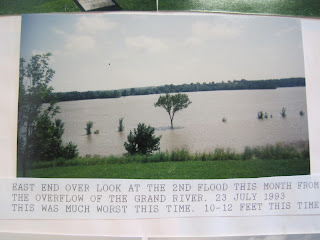 EAST END OVER LOOK AT THE 2ND FLOOD THIS MONTH FROM
THE OVERFLOW OF THE GRAND RIVER. 23 JULY 1993
THIS WAS MUCH WORST THIS TIME. 10-12 FEET THIS TIME